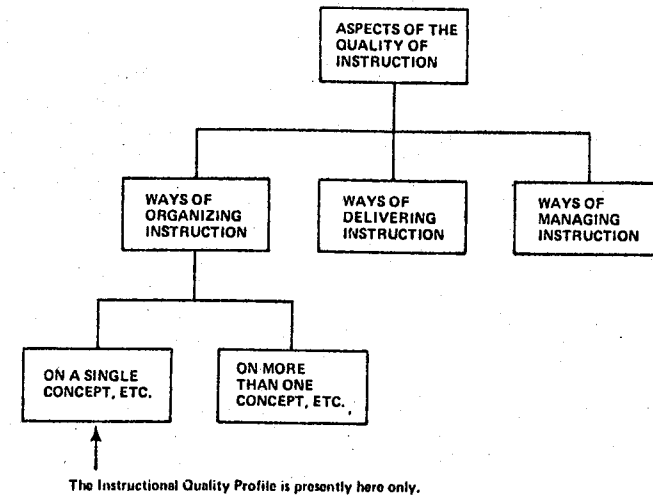 ASPECTS OF THE
QUALITY OF
INSTRUCTION
WAYS OF
ORGANIZING
INSTRUCTION
WAYS OF
DELIVERING
INSTRUCTION
WAYS OF
MANAGING
INSTRUCTION
ON A SINGLE
CONCEPT, ETC.
ON MORE
THAN ONE
CONCEPT, ETC.
The Instructional Quality Profile is presently here only.